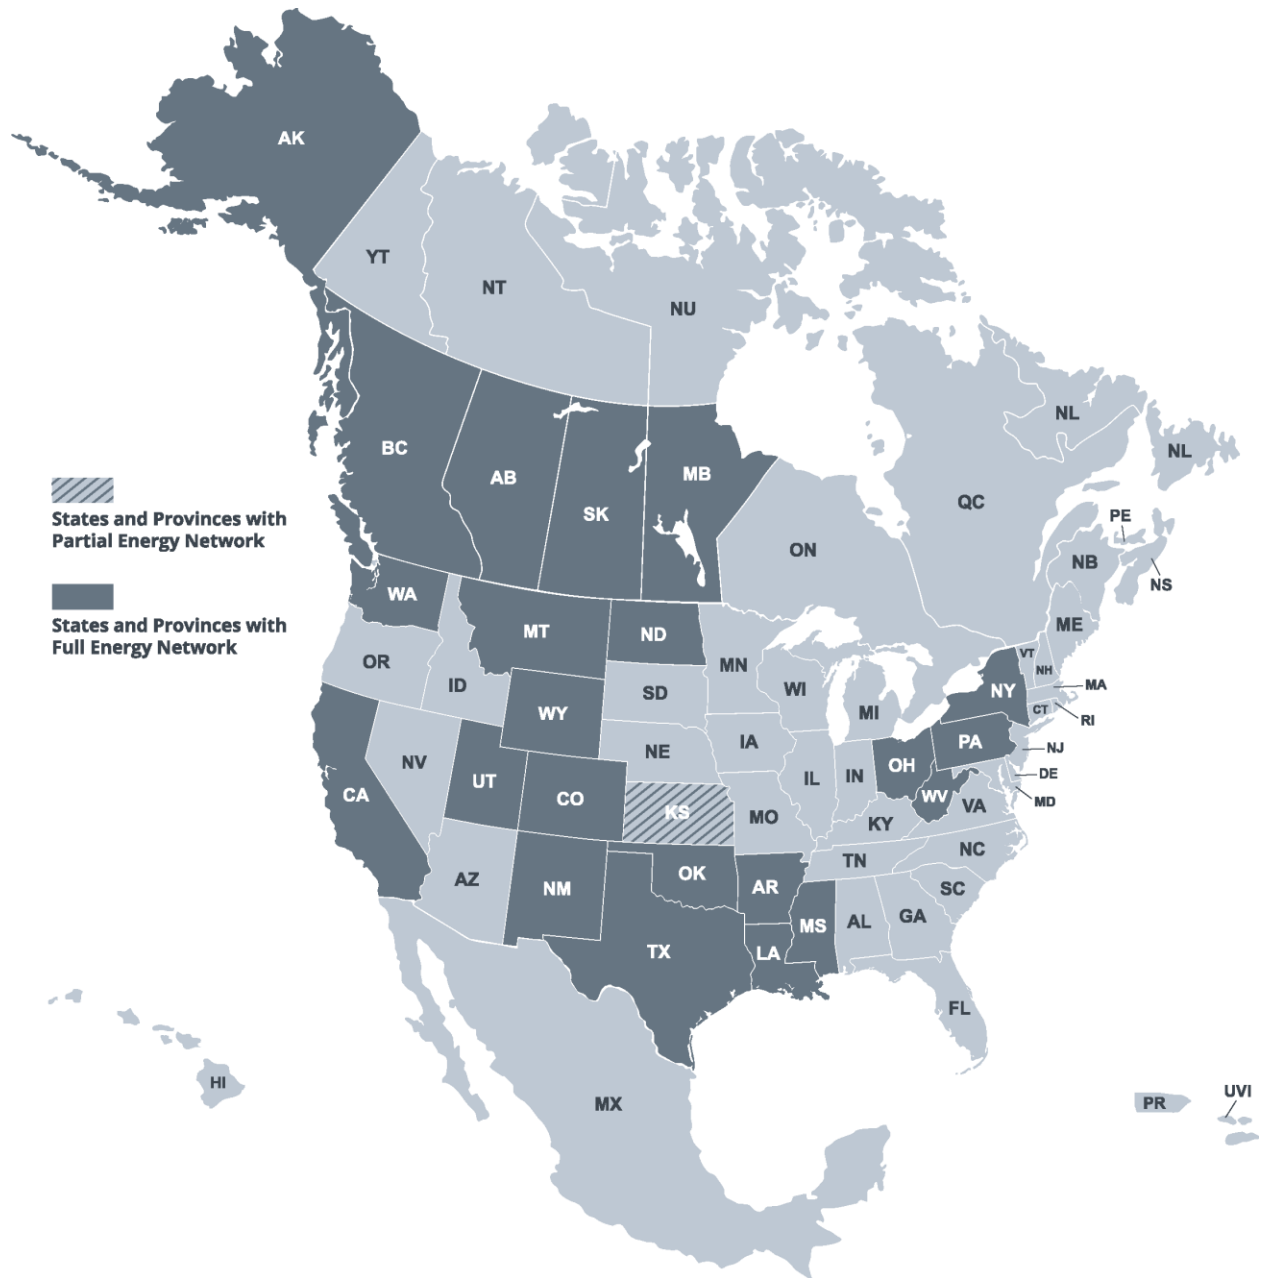 AK
YT
NT
NU
NL
NL
BC
AB
SK
MB
QC
ON
PE
NB
NS
States and Provinces with
Partial Energy Network
States and Provinces with
Full Energy Network
WA
MT
ND
MN
ME
VT
NH
OR
ID
SD
WI
MI
NY
MA
CT
RI
WY
NE
IA
PA
NJ
NV
UT
CO
IL
IN
OH
DE
CA
KS
MO
WV
VA
MD
KY
NC
TN
AZ
NM
OK
AR
SC
MS
AL
GA
TX
LA
FL
HI
MX
PR
UVI